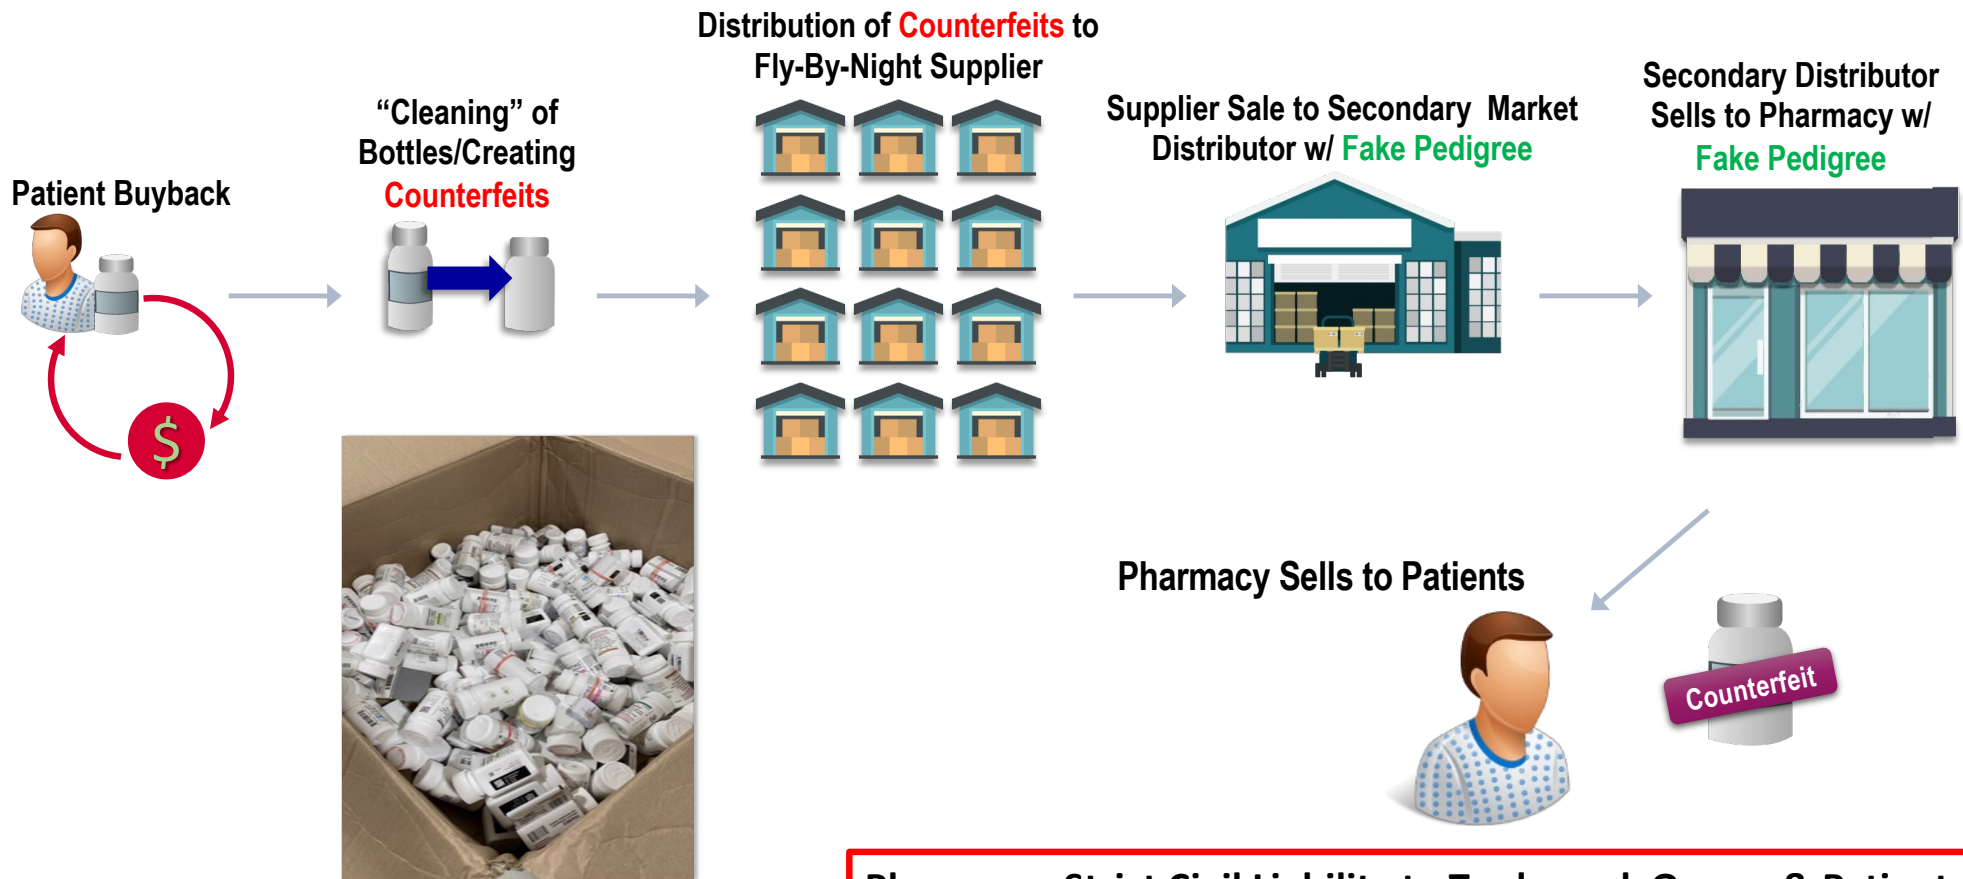 Distribution of Counterfeits to
Fly-By-Night Supplier
Secondary Distributor
Sells to Pharmacy w/
Fake Pedigree
“Cleaning” of
Bottles/Creating
Counterfeits
Supplier Sale to Secondary Market
Distributor w/ Fake Pedigree
Patient Buyback
$
Pharmacy Sells to Patients
Counterfeit